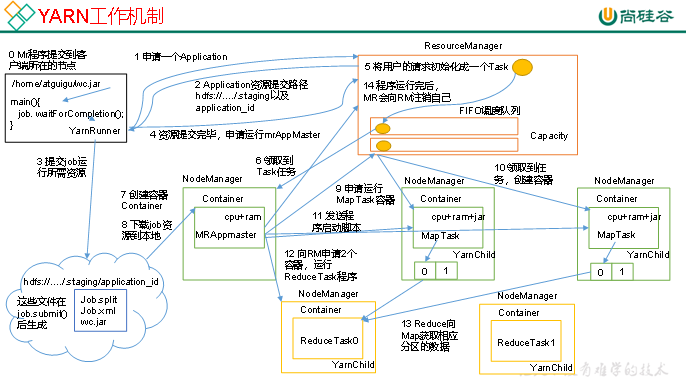 YARN工作机制
尚硅谷
0 Mr程序提交到客
户端所在的节点
/home/atguigu/wc.jar
main(){
job. waitForCompletion();
}
YarnRunner
1 申请一个Application
2 Application资源提交路径
hdfs://…./.staging以及
application_id
4 资源提交完毕，申请运行mrAppMaster
ResourceManager
5 将用户的请求初始化成一个Task
14 程序运行完后，
MR会向RM注销自己
FIFO调度队列
Capacity
3 提交job运
行所需资源
6 领取到
Task任务
7 创建容器
Container
8 下载job资
源到本地
NodeManager
Container
cpu+ram
MRAppmaster
9 申请运行
MapTask容器
10领取到任
务，创建容器
11 发送程
序启动脚本
NodeManager
Container
cpu+ram+jar
MapTask
YarnChild
0 1
NodeManager
Container
cpu+ram+jar
MapTask
YarnChild
0 1
12 向RM申请2个
容器，运行
ReduceTask程序
hdfs://…./.staging/application_id
这些文件在
job.submit()
后生成
Job.split
Job.xml
wc.jar
NodeManager
Container
ReduceTask0
YarnChild
13 Reduce向
Map获取相应
分区的数据
NodeManager
Container
ReduceTask1
YarnChild